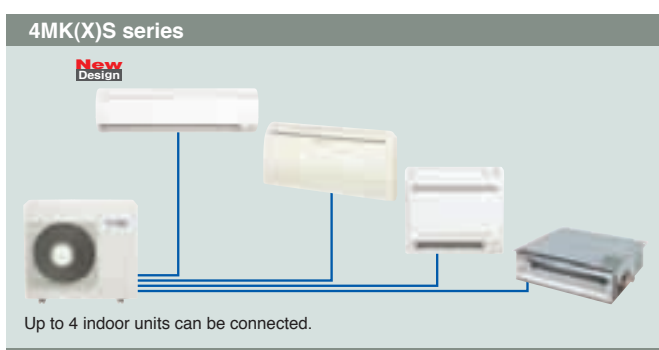 4MK(X)S series
New
Design
Up to 4 indoor units can be connected.